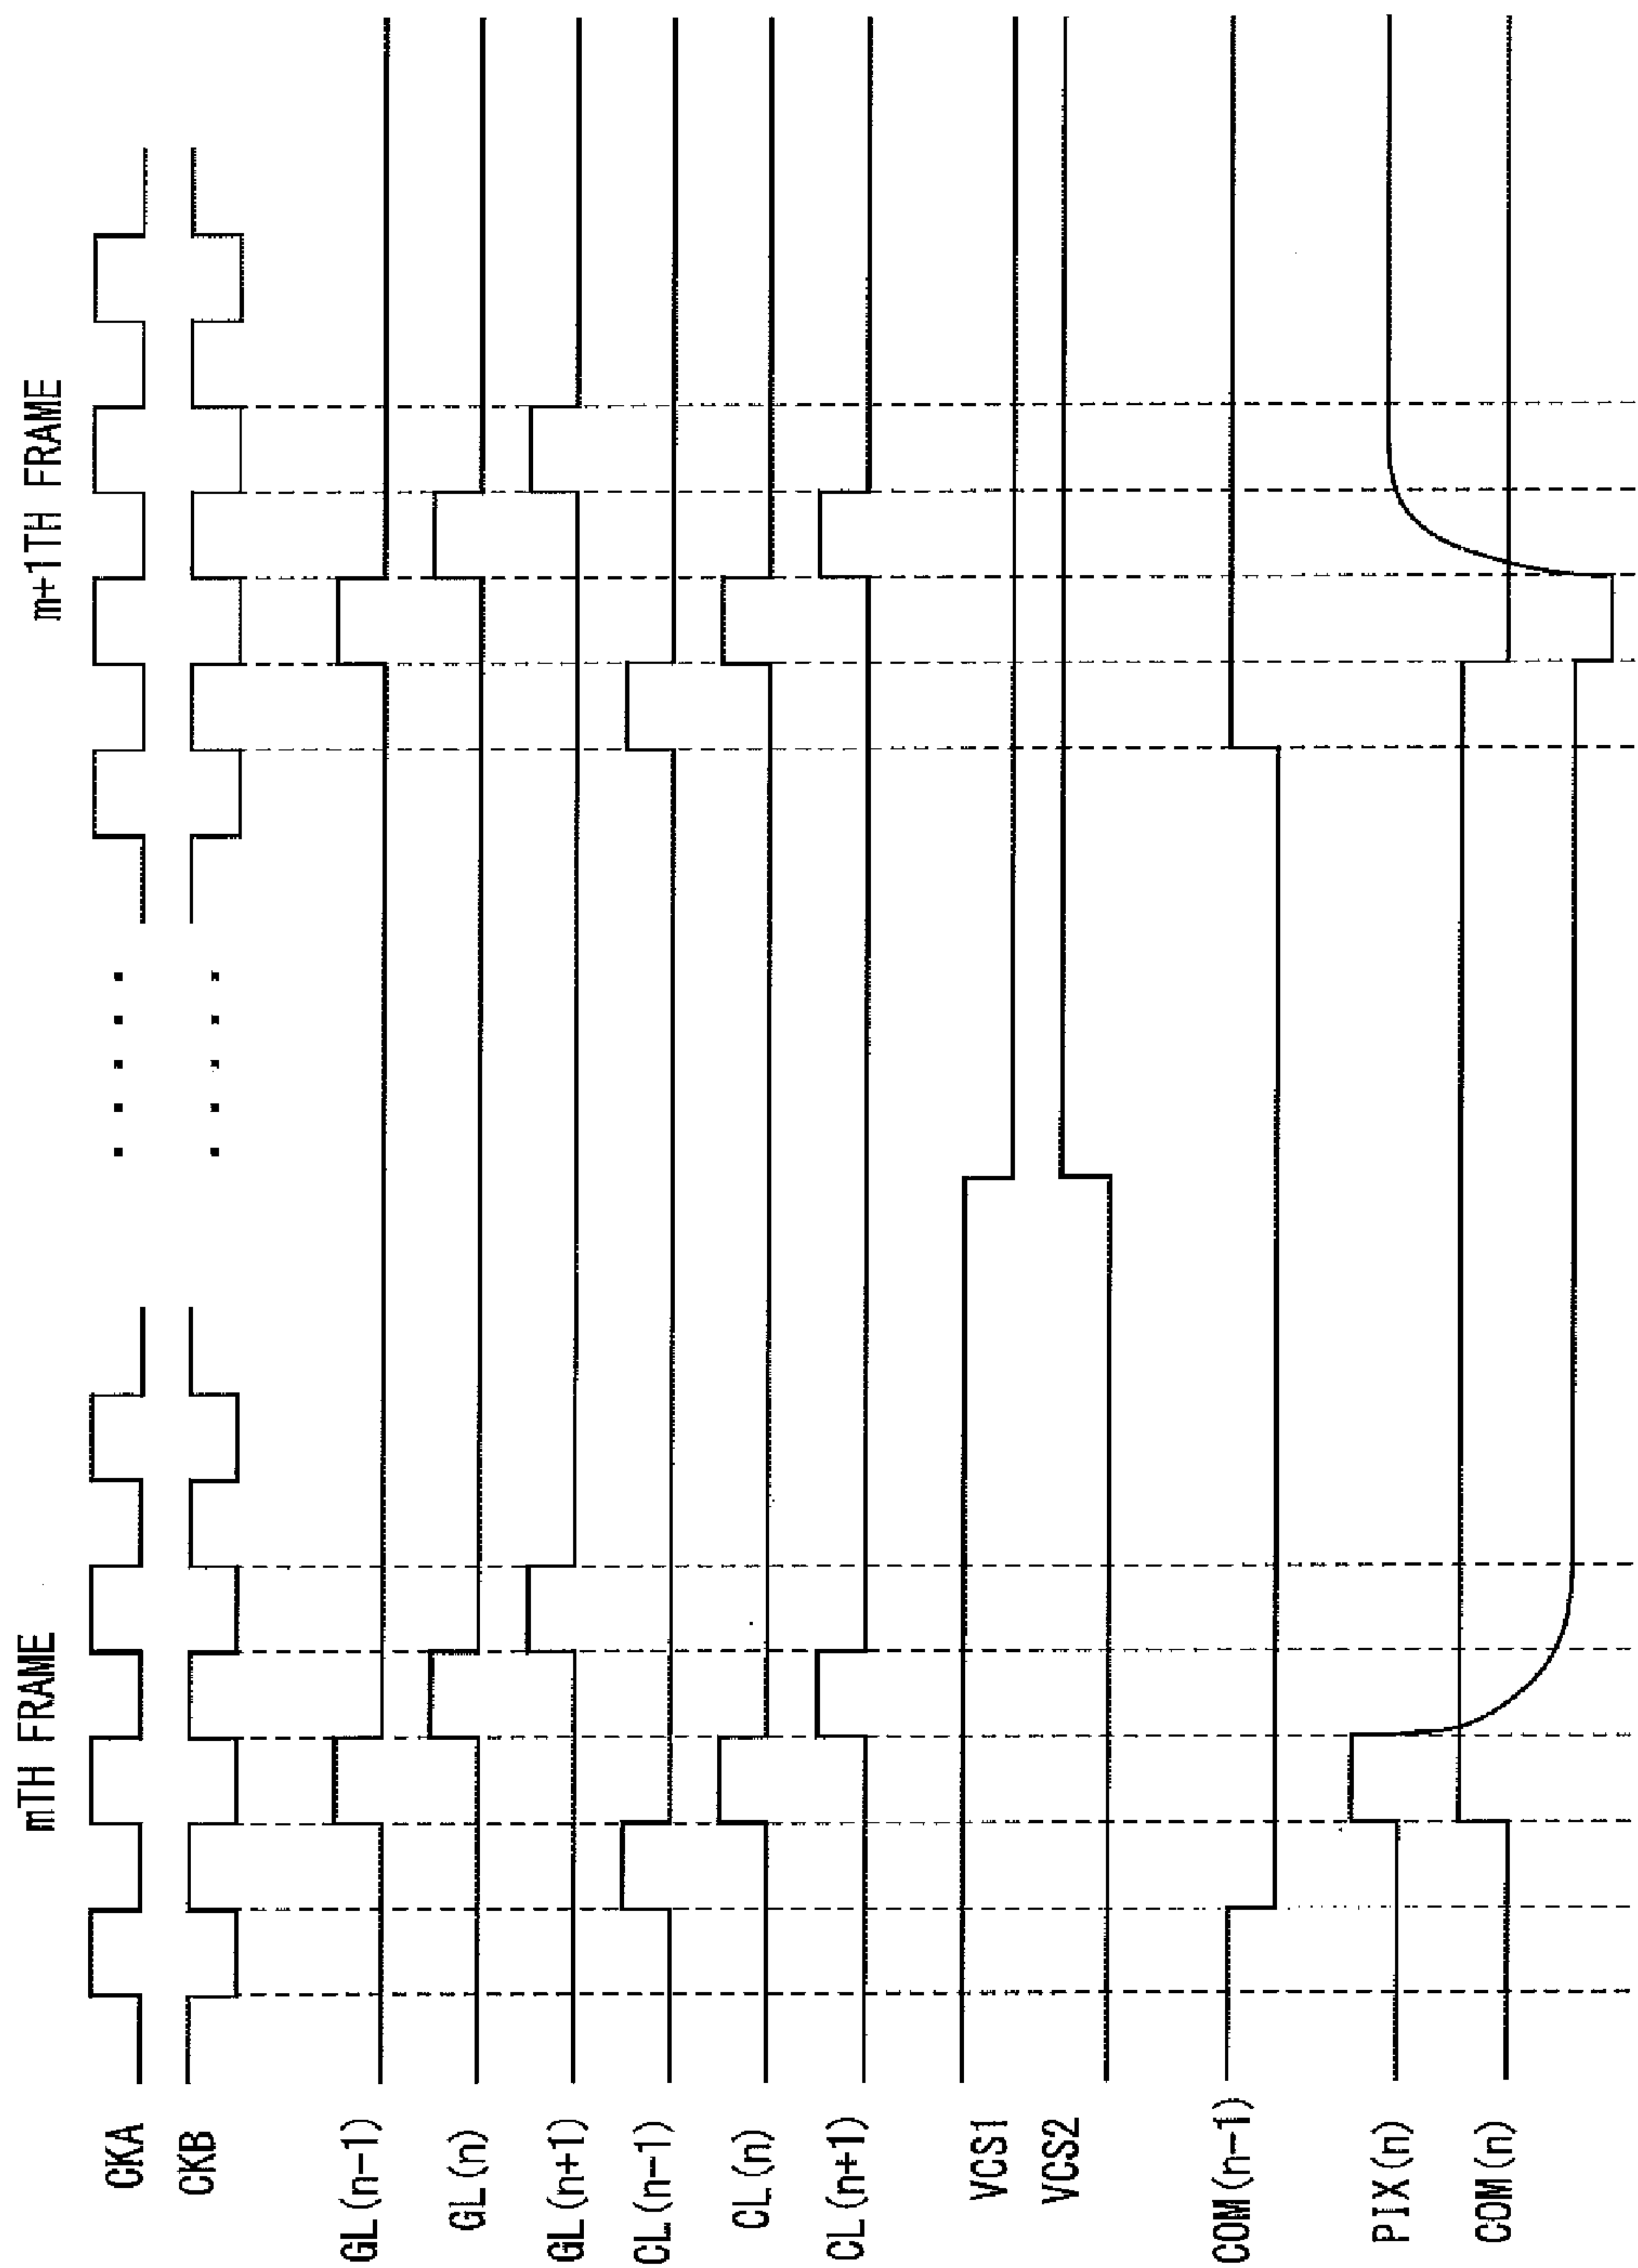 mTH FRAME
m+1TH FRAME
CKA
CKB
GL(n-1)
GL(n)
GL(n+1)
CL(n-1)
CL(n)
CL(n+1)
VCS1
VCS2
COM(n-1)
PIX(n)
COM(n)